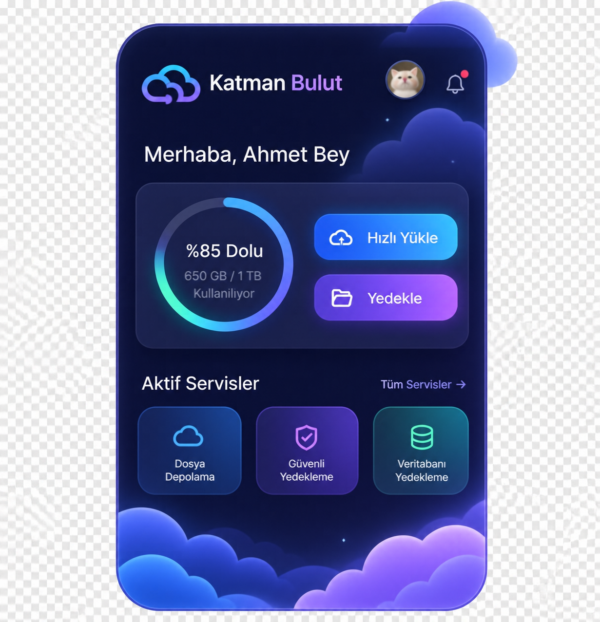 Katman Bulut
Merhaba, Ahmet Bey
%85 Dolu
650 GB / 1 TB
Kullanılıyor
Hızlı Yükle
Yedekle
Aktif Servisler
Tüm Servisler →
Dosya
Depolama
Güvenli
Yedekleme
Veritabanı
Yedekleme